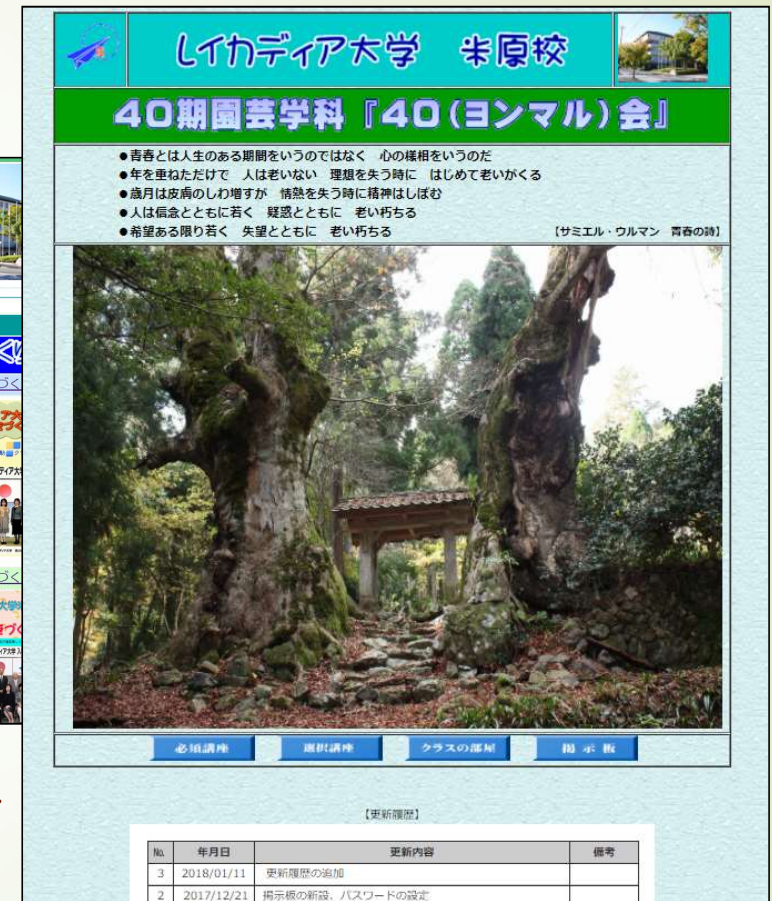 レイカディア大学　米原校
40期園芸学科『40(ヨンマル)会』
●青春とは人生のある期間をいうのではなく　心の様相をいうのだ
●年を重ねただけで　人は老いない　理想を失う時に　はじめて老いがくる
●歳月は皮膚のしわ増すが　情熱を失う時に精神はしぼむ
●人は信念とともに若く　疑惑とともに　老い朽ちる
●希望ある限り若く　失望とともに　老い朽ちる
【サミエル・ウルマン　青春の詩】
必須講座　選択講座　クラスの部屋　掲示板
【更新履歴】
No.　年月日　更新内容　備考
3　2018/01/11　更新履歴の追加
2　2017/12/21　掲示板の新設、パスワードの設定